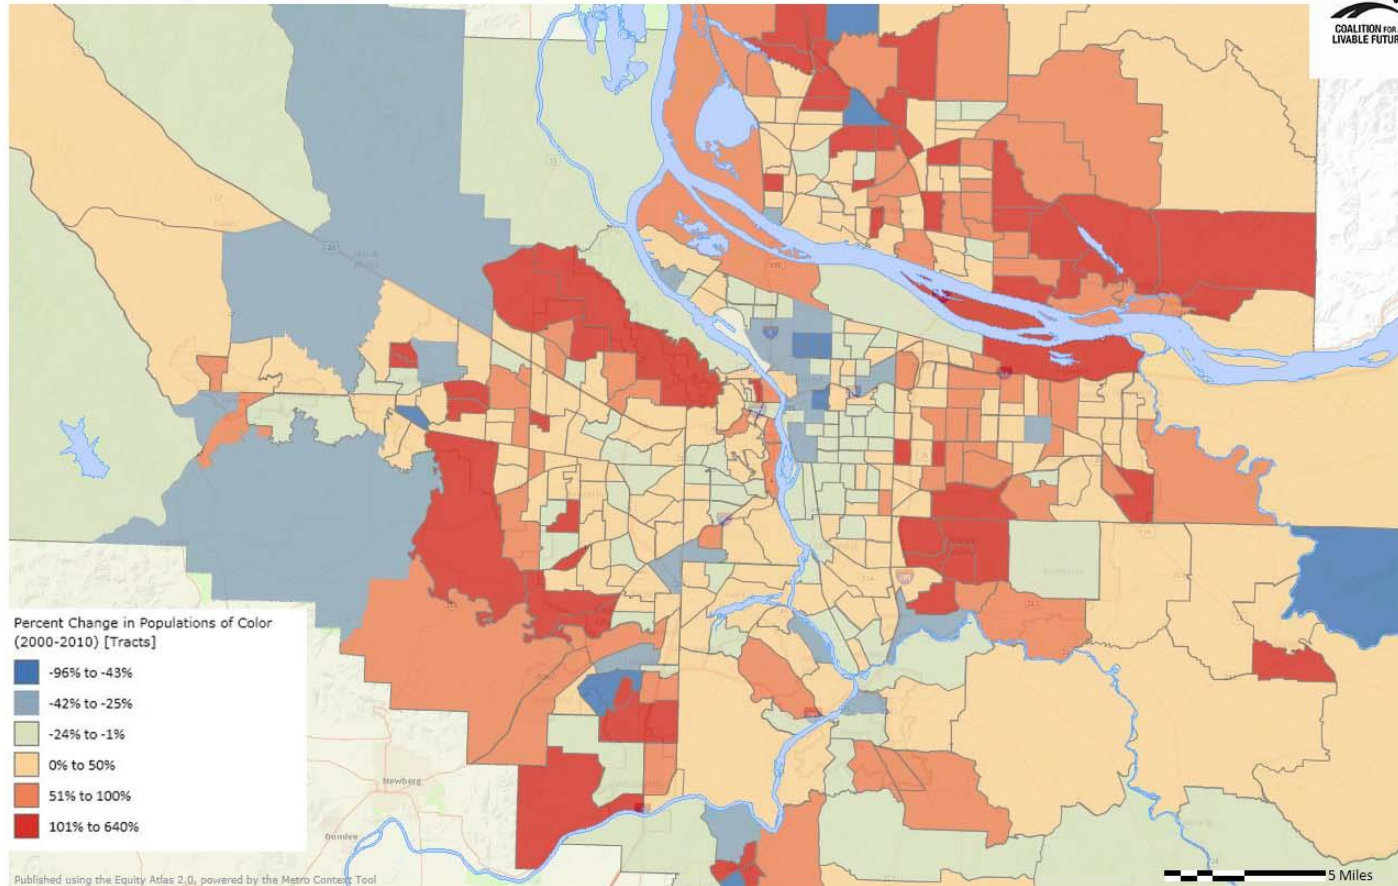 COALITION FOR A
LIVABLE FUTURE
Percent Change in Populations of Color
(2000-2010) [Tracts]
-96% to -43%
-42% to -25%
-24% to -1%
0% to 50%
51% to 100%
101% to 640%
Newberg
Dundee
Published using the Equity Atlas 2.0, powered by the Metro Context Tool
5 Miles